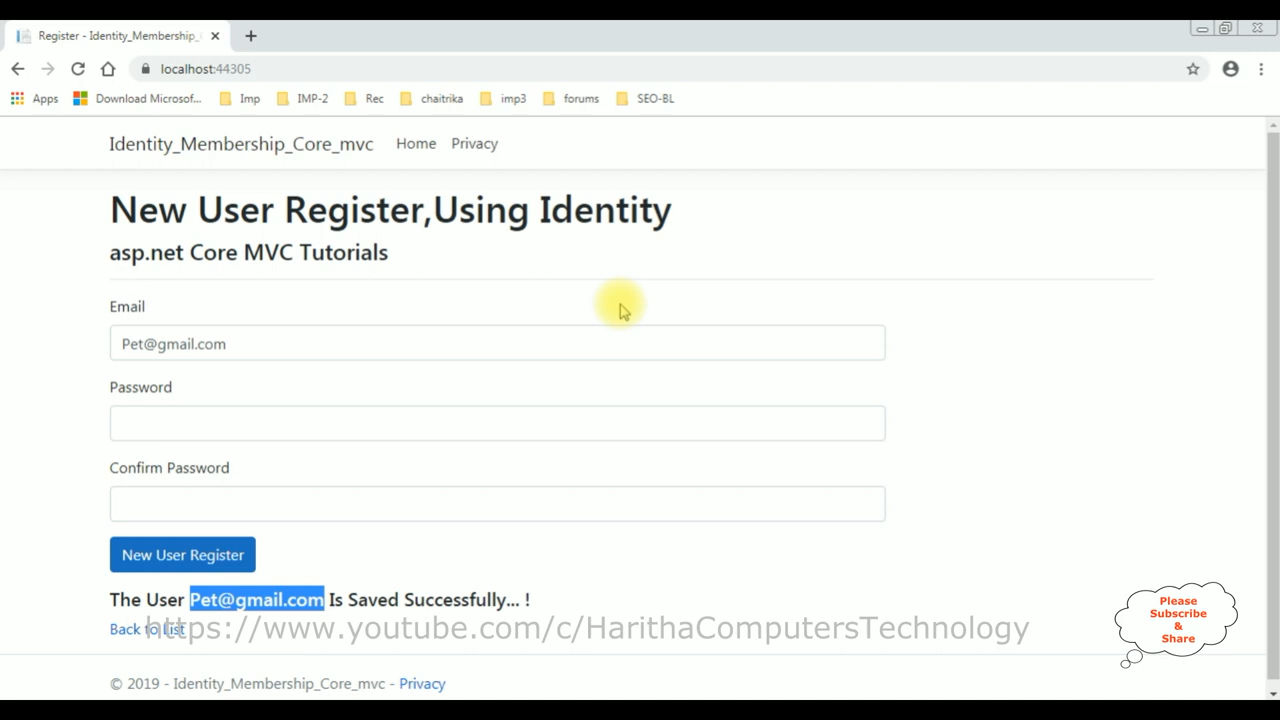 Register - Identity_Membership_
localhost:44305
Apps Download Microsof... Imp IMP-2 Rec chaitrika imp3 forums SEO-BL
Identity_Membership_Core_mvc Home Privacy
New User Register,Using Identity
asp.net Core MVC Tutorials
Email
Pet@gmail.com
Password
Confirm Password
New User Register
The User Pet@gmail.com Is Saved Successfully... !
Back to List
https://www.youtube.com/c/HarithaComputersTechnology
Please
Subscribe
&
Share
© 2019 - Identity_Membership_Core_mvc - Privacy